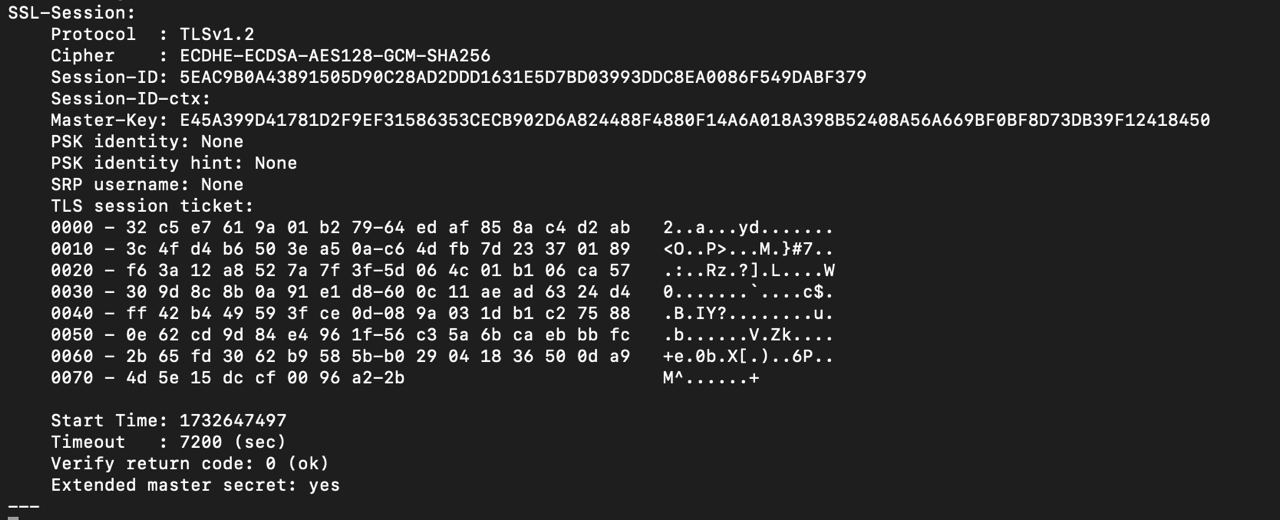 SSL-Session:
    Protocol  : TLSv1.2
    Cipher    : ECDHE-ECDSA-AES128-GCM-SHA256
    Session-ID: 5EAC9B0A43891505D90C28AD2DDD1631E5D7BD03993DDC8EA0086F549DABF379
    Session-ID-ctx:
    Master-Key: E45A399D41781D2F9EF31586353CECB902D6A824488F4880F14A6A018A398B52408A56A669BF0BF8D73DB39F12418450
    PSK identity: None
    PSK identity hint: None
    SRP username: None
    TLS session ticket:
    0000 - 32 c5 e7 61 9a 01 b2 79-64 ed af 85 8a c4 d2 ab   2..a...yd.......
    0010 - 3c 4f d4 b6 50 3e a5 0a-c6 4d fb 7d 23 37 01 89   <O..P>...M.}#7..
    0020 - f6 3a 12 a8 52 7a 7f 3f-5d 06 4c 01 b1 06 ca 57   .:..Rz.?].L....W
    0030 - 30 9d 8c 8b 0a 91 e1 d8-60 0c 11 ae ad 63 24 d4   0.......`....c$.
    0040 - ff 42 b4 49 59 3f ce 0d-08 9a 03 1d b1 c2 75 88   .B.IY?........u.
    0050 - 0e 62 cd 9d 84 e4 96 1f-56 c3 5a 6b ca eb bb fc   .b......V.Zk....
    0060 - 2b 65 fd 30 62 b9 58 5b-b0 29 04 18 36 50 0d a9   +e.0b.X[.)..6P..
    0070 - 4d 5e 15 dc cf 00 96 a2-2b                        M^......+

    Start Time: 1732647497
    Timeout   : 7200 (sec)
    Verify return code: 0 (ok)
    Extended master secret: yes
---